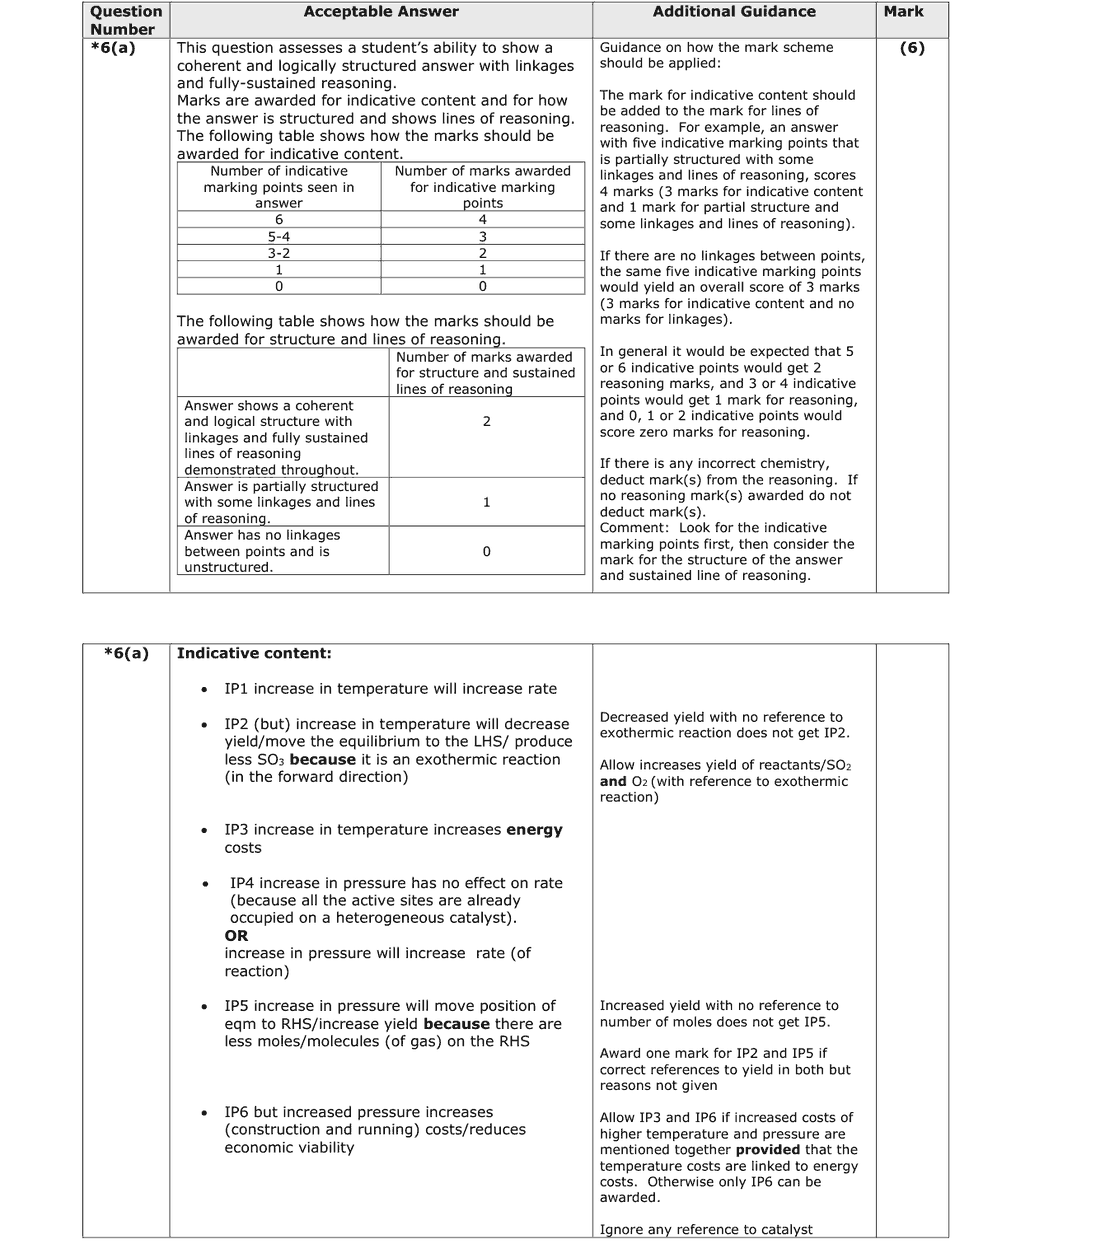 Question Number
Acceptable Answer
Additional Guidance
Mark
*6(a)
This question assesses a student's ability to show a
coherent and logically structured answer with linkages
and fully-sustained reasoning.
Marks are awarded for indicative content and for how
the answer is structured and shows lines of reasoning.
The following table shows how the marks should be
awarded for indicative content.
Number of indicative
marking points seen in
answer
Number of marks awarded
for indicative marking
points
6 4
5-4 3
3-2 2
1 1
0 0
The following table shows how the marks should be
awarded for structure and lines of reasoning.
Number of marks awarded
for structure and sustained
lines of reasoning
Answer shows a coherent
and logical structure with
linkages and fully sustained
lines of reasoning
demonstrated throughout.
2
Answer is partially structured
with some linkages and lines
of reasoning.
1
Answer has no linkages
between points and is
unstructured.
0
Guidance on how the mark scheme
should be applied:
The mark for indicative content should
be added to the mark for lines of
reasoning. For example, an answer
with five indicative marking points that
is partially structured with some
linkages and lines of reasoning, scores
4 marks (3 marks for indicative content
and 1 mark for partial structure and
some linkages and lines of reasoning).
If there are no linkages between points,
the same five indicative marking points
would yield an overall score of 3 marks
(3 marks for indicative content and no
marks for linkages).
In general it would be expected that 5
or 6 indicative points would get 2
reasoning marks, and 3 or 4 indicative
points would get 1 mark for reasoning,
and 0, 1 or 2 indicative points would
score zero marks for reasoning.
If there is any incorrect chemistry,
deduct mark(s) from the reasoning. If
no reasoning mark(s) awarded do not
deduct mark(s).
Comment: Look for the indicative
marking points first, then consider the
mark for the structure of the answer
and sustained line of reasoning.
(6)
*6(a)
Indicative content:
• IP1 increase in temperature will increase rate
• IP2 (but) increase in temperature will decrease
yield/move the equilibrium to the LHS/ produce
less SO₃ because it is an exothermic reaction
(in the forward direction)
• IP3 increase in temperature increases energy
costs
• IP4 increase in pressure has no effect on rate
(because all the active sites are already
occupied on a heterogeneous catalyst).
OR
increase in pressure will increase rate (of
reaction)
• IP5 increase in pressure will move position of
eqm to RHS/increase yield because there are
less moles/molecules (of gas) on the RHS
• IP6 but increased pressure increases
(construction and running) costs/reduces
economic viability
Decreased yield with no reference to
exothermic reaction does not get IP2.
Allow increases yield of reactants/SO₂
and O₂ (with reference to exothermic
reaction)
Increased yield with no reference to
number of moles does not get IP5.
Award one mark for IP2 and IP5 if
correct references to yield in both but
reasons not given
Allow IP3 and IP6 if increased costs of
higher temperature and pressure are
mentioned together provided that the
temperature costs are linked to energy
costs. Otherwise only IP6 can be
awarded.
Ignore any reference to catalyst